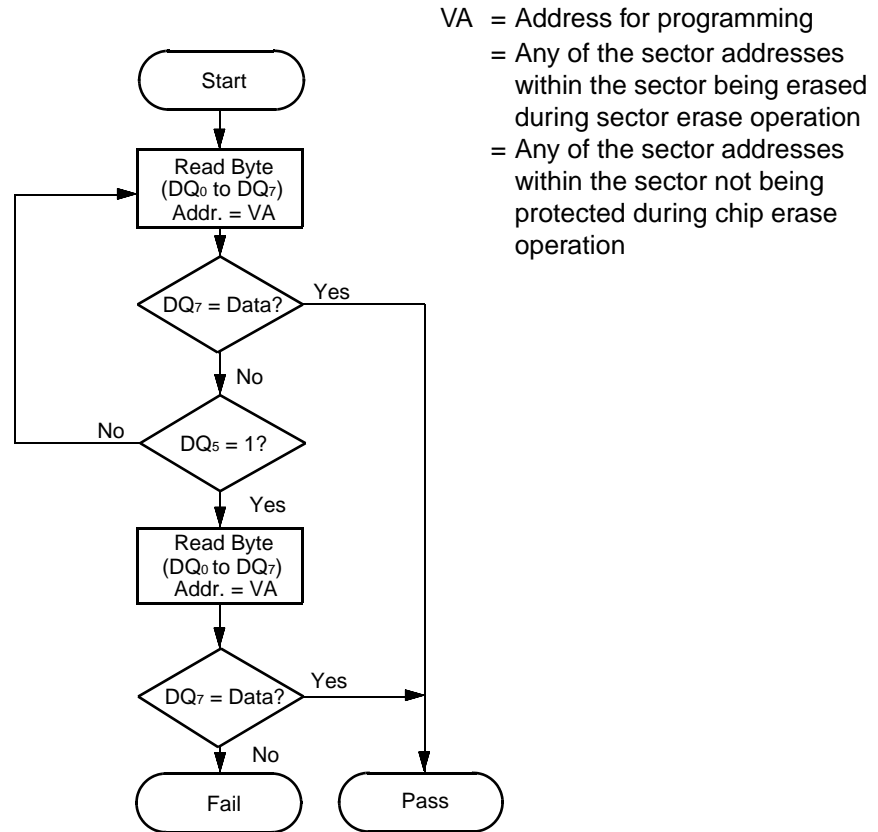 VA = Address for programming
= Any of the sector addresses
within the sector being erased
during sector erase operation
= Any of the sector addresses
within the sector not being
protected during chip erase
operation
Start
Read Byte
(DQ0 to DQ7)
Addr. = VA
DQ7 = Data?
Yes
No
DQ5 = 1?
No
Yes
Read Byte
(DQ0 to DQ7)
Addr. = VA
DQ7 = Data?
Yes
No
Fail
Pass